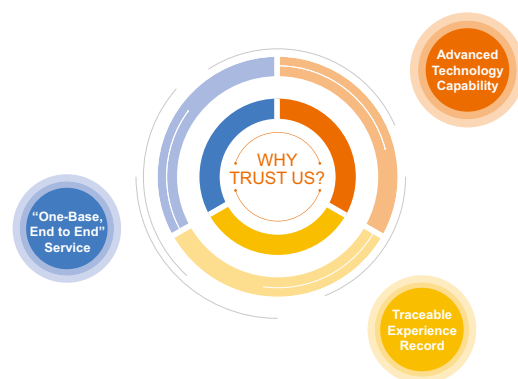 Advanced
Technology
Capability
WHY
TRUST US?
“One-Base,
End to End”
Service
Traceable
Experience
Record